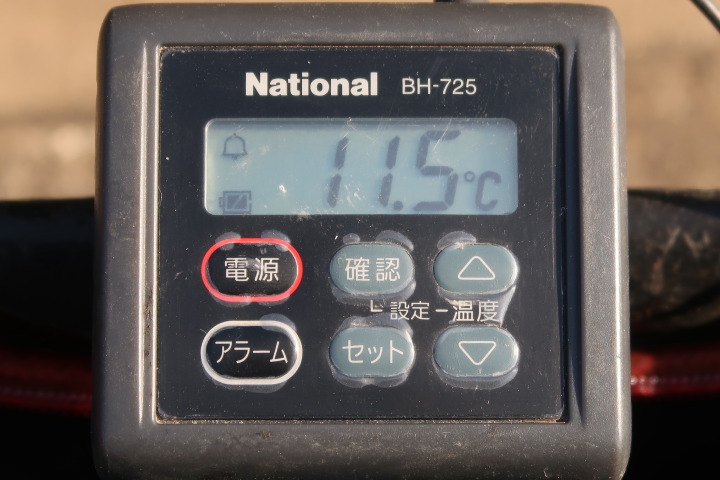 National BH-725
11.5°C
電源 確認 △
設定-温度
アラーム セット ▽